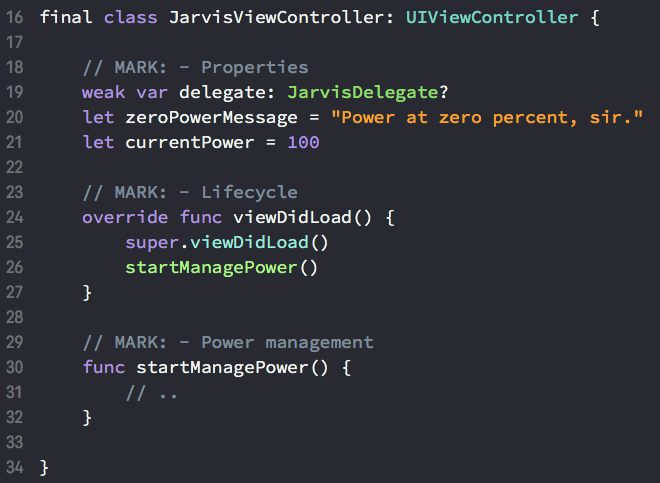 16 final class JarvisViewController: UIViewController {
17
18 // MARK: - Properties
19 weak var delegate: JarvisDelegate?
20 let zeroPowerMessage = "Power at zero percent, sir."
21 let currentPower = 100
22
23 // MARK: - Lifecycle
24 override func viewDidLoad() {
25 super.viewDidLoad()
26 startManagePower()
27 }
28
29 // MARK: - Power management
30 func startManagePower() {
31 // ..
32 }
33
34 }